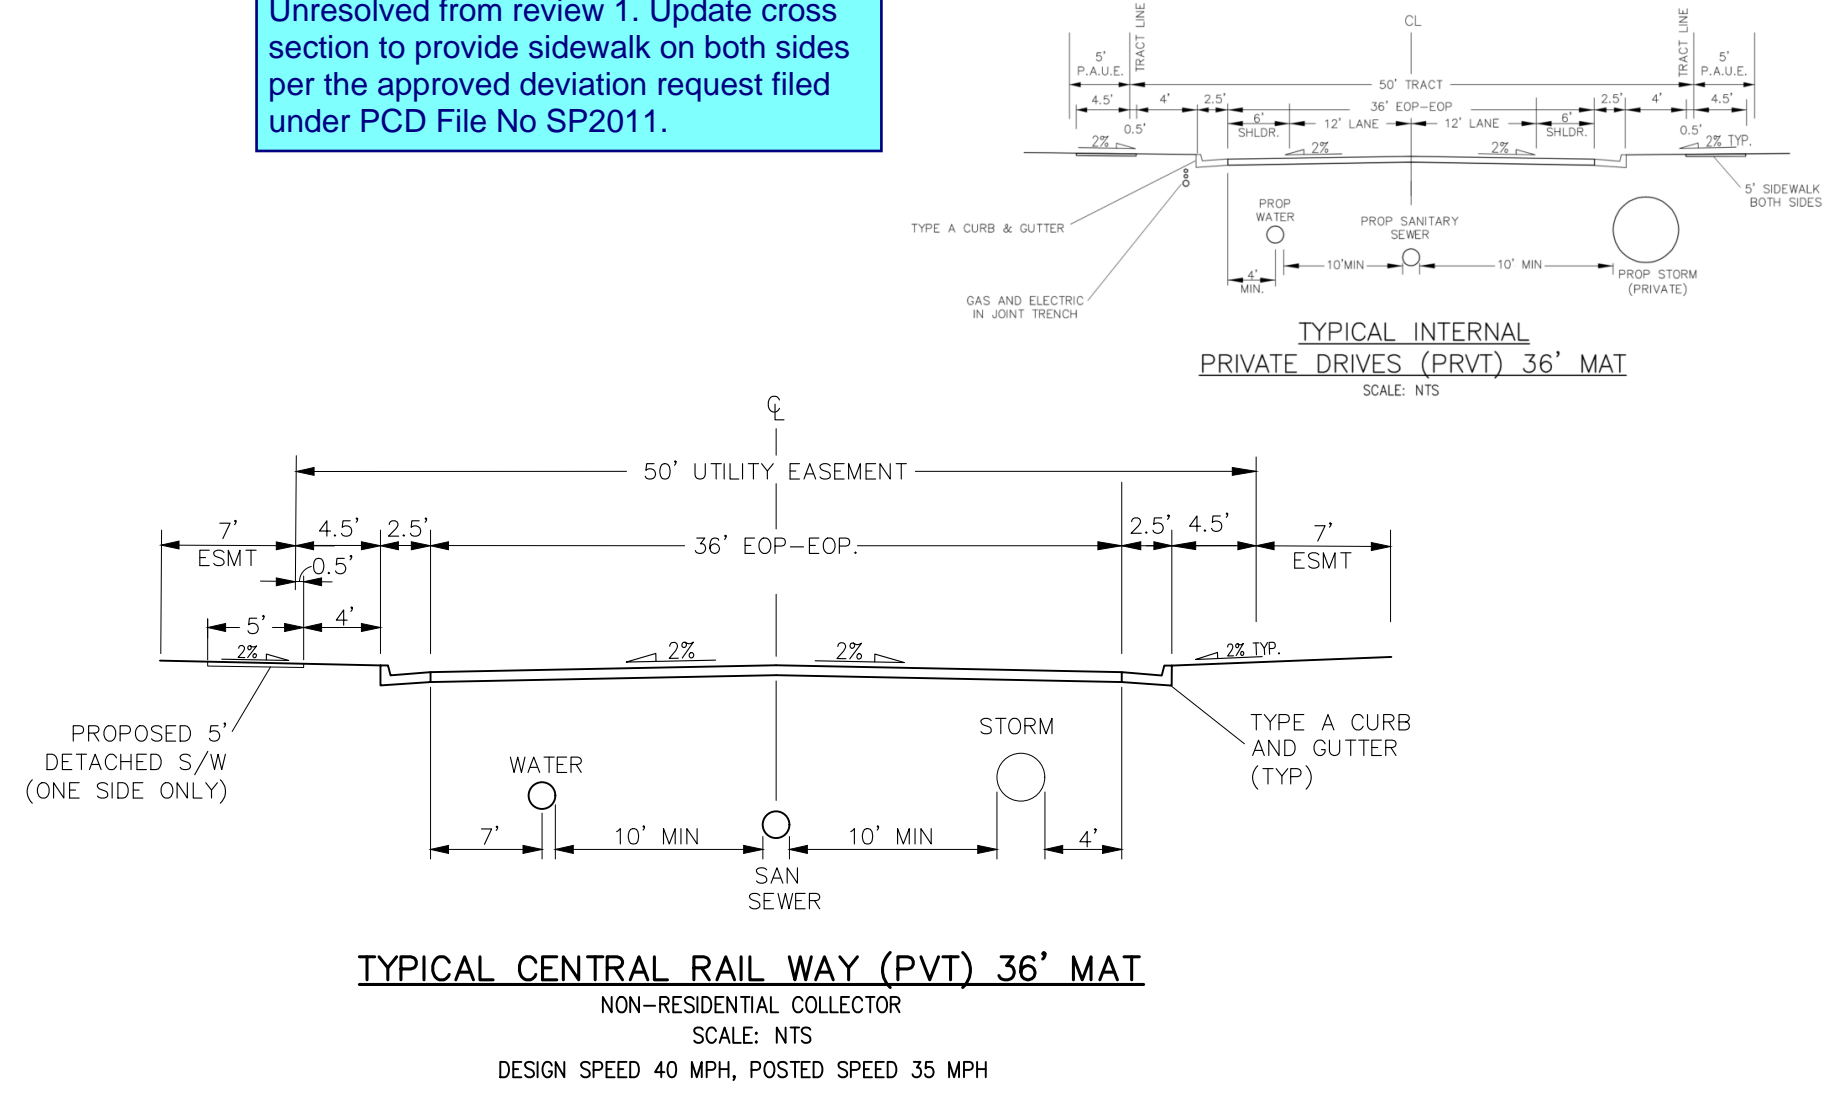 Unresolved from review 1. Update cross
section to provide sidewalk on both sides
per the approved deviation request filed
under PCD File No SP2011.
TRACT LINE
CL
TRACT LINE
5'
P.A.U.E.
50' TRACT
5'
P.A.U.E.
4.5'
4'
2.5'
36' EOP-EOP
2.5'
4'
4.5'
0.5'
6'
SHLDR.
12' LANE
12' LANE
6'
SHLDR.
0.5'
2%
2%
2%
2% TYP.
5' SIDEWALK
BOTH SIDES
TYPE A CURB & GUTTER
PROP
WATER
PROP SANITARY
SEWER
10'MIN
10' MIN
4'
MIN.
PROP STORM
(PRIVATE)
GAS AND ELECTRIC
IN JOINT TRENCH
TYPICAL INTERNAL
PRIVATE DRIVES (PRVT) 36' MAT
SCALE: NTS
CL
50' UTILITY EASEMENT
7'
ESMT
4.5'
2.5'
36' EOP-EOP.
2.5'
4.5'
7'
ESMT
0.5'
5'
4'
2%
2%
2%
2% TYP.
PROPOSED 5'
DETACHED S/W
(ONE SIDE ONLY)
WATER
STORM
TYPE A CURB
AND GUTTER
(TYP)
7'
10' MIN
10' MIN
4'
SAN
SEWER
TYPICAL CENTRAL RAIL WAY (PVT) 36' MAT
NON-RESIDENTIAL COLLECTOR
SCALE: NTS
DESIGN SPEED 40 MPH, POSTED SPEED 35 MPH